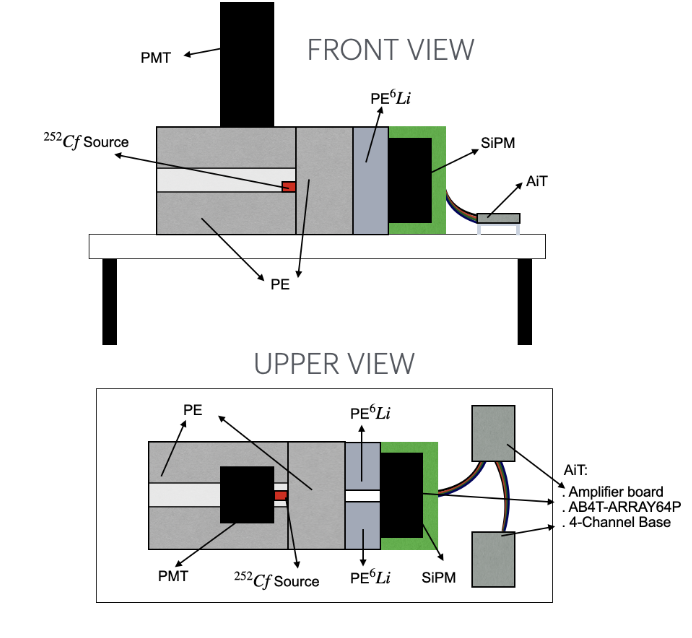 FRONT VIEW
PMT
PE⁶Li
²⁵²Cf Source
SiPM
AiT
PE
UPPER VIEW
PE
PE⁶Li
AiT:
. Amplifier board
. AB4T-ARRAY64P
. 4-Channel Base
PMT
²⁵²Cf Source
PE⁶Li
SiPM